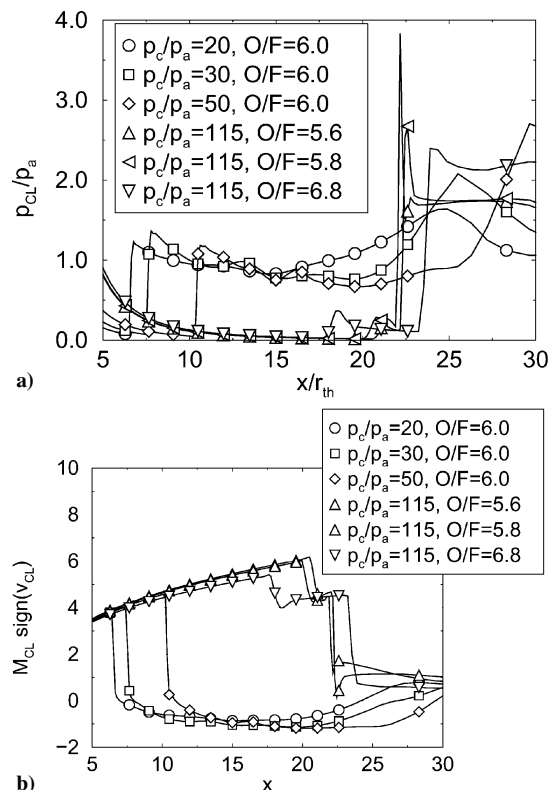 4.0
3.0
2.0
1.0
0.0
p_CL/p_a
p_c/p_a=20, O/F=6.0
p_c/p_a=30, O/F=6.0
p_c/p_a=50, O/F=6.0
p_c/p_a=115, O/F=5.6
p_c/p_a=115, O/F=5.8
p_c/p_a=115, O/F=6.8
5 10 15 20 25 30
x/r_th
a)
p_c/p_a=20, O/F=6.0
p_c/p_a=30, O/F=6.0
p_c/p_a=50, O/F=6.0
p_c/p_a=115, O/F=5.6
p_c/p_a=115, O/F=5.8
p_c/p_a=115, O/F=6.8
10
8
6
4
2
0
−2
M_CL sign(v_CL)
5 10 15 20 25 30
x
b)